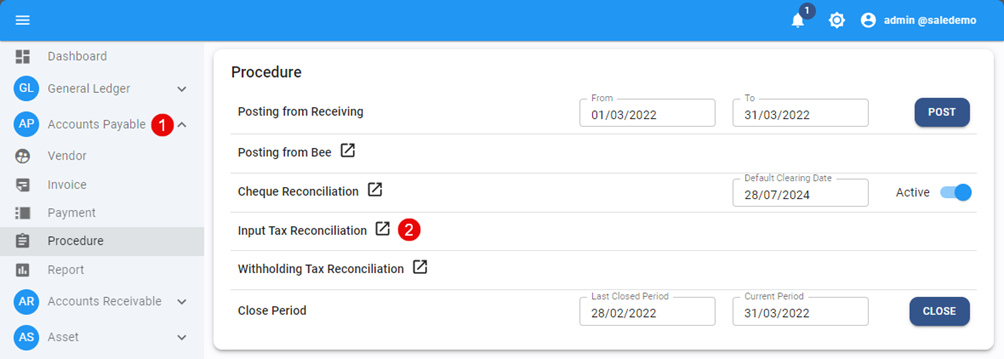 1
admin @saledemo
Dashboard
GL General Ledger
AP Accounts Payable 1
Vendor
Invoice
Payment
Procedure
Report
AR Accounts Receivable
AS Asset
Procedure
From To
Posting from Receiving 01/03/2022 31/03/2022 POST
Posting from Bee
Default Clearing Date
Cheque Reconciliation 28/07/2024 Active
Input Tax Reconciliation 2
Withholding Tax Reconciliation
Last Closed Period Current Period
Close Period 28/02/2022 31/03/2022 CLOSE